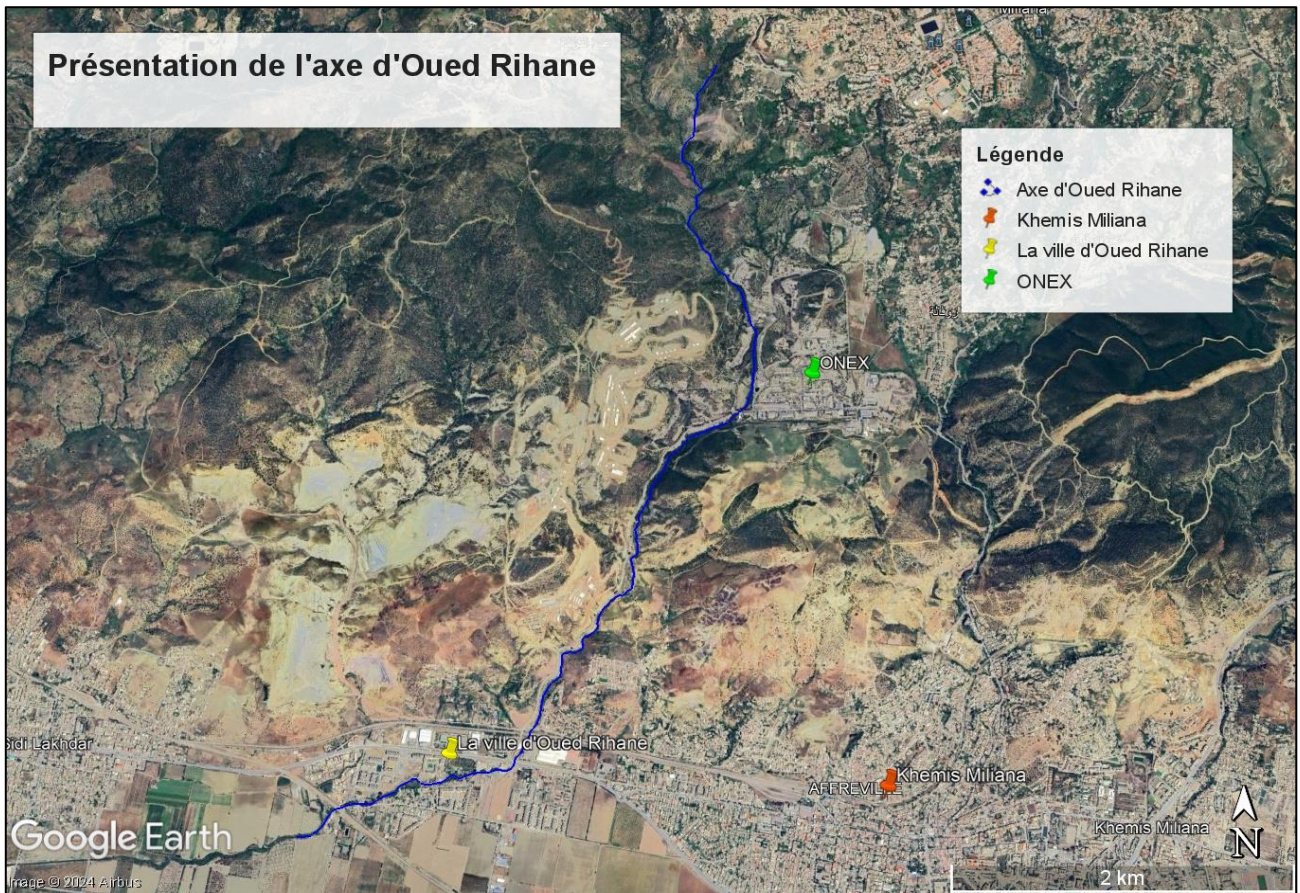 Miliana
Présentation de l'axe d'Oued Rihane
Légende
Axe d'Oued Rihane
Khemis Miliana
La ville d'Oued Rihane
ONEX
ONEX
Sidi Lakhdar
La ville d'Oued Rihane
Khemis Miliana
AFFREVILLE
Khemis Miliana
Google Earth
N
Image © 2024 Airbus
2 km